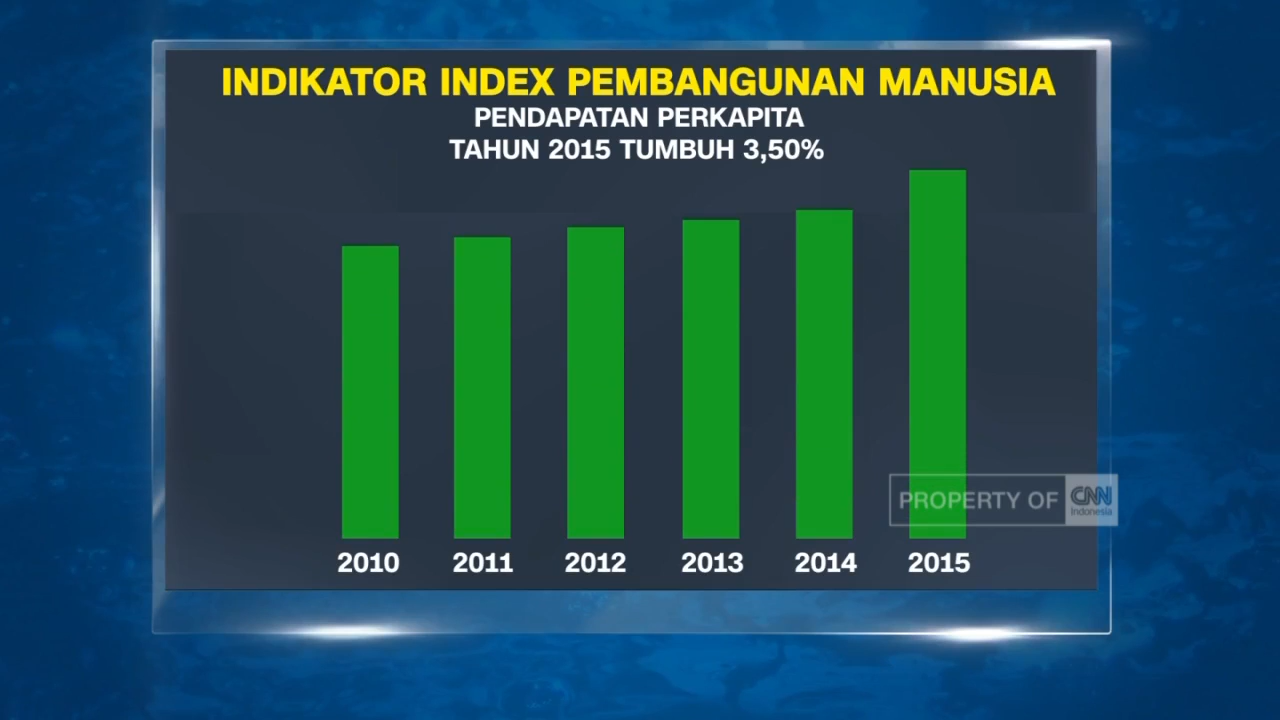 INDIKATOR INDEX PEMBANGUNAN MANUSIA
PENDAPATAN PERKAPITA
TAHUN 2015 TUMBUH 3,50%
PROPERTY OF CNN Indonesia
2010 2011 2012 2013 2014 2015